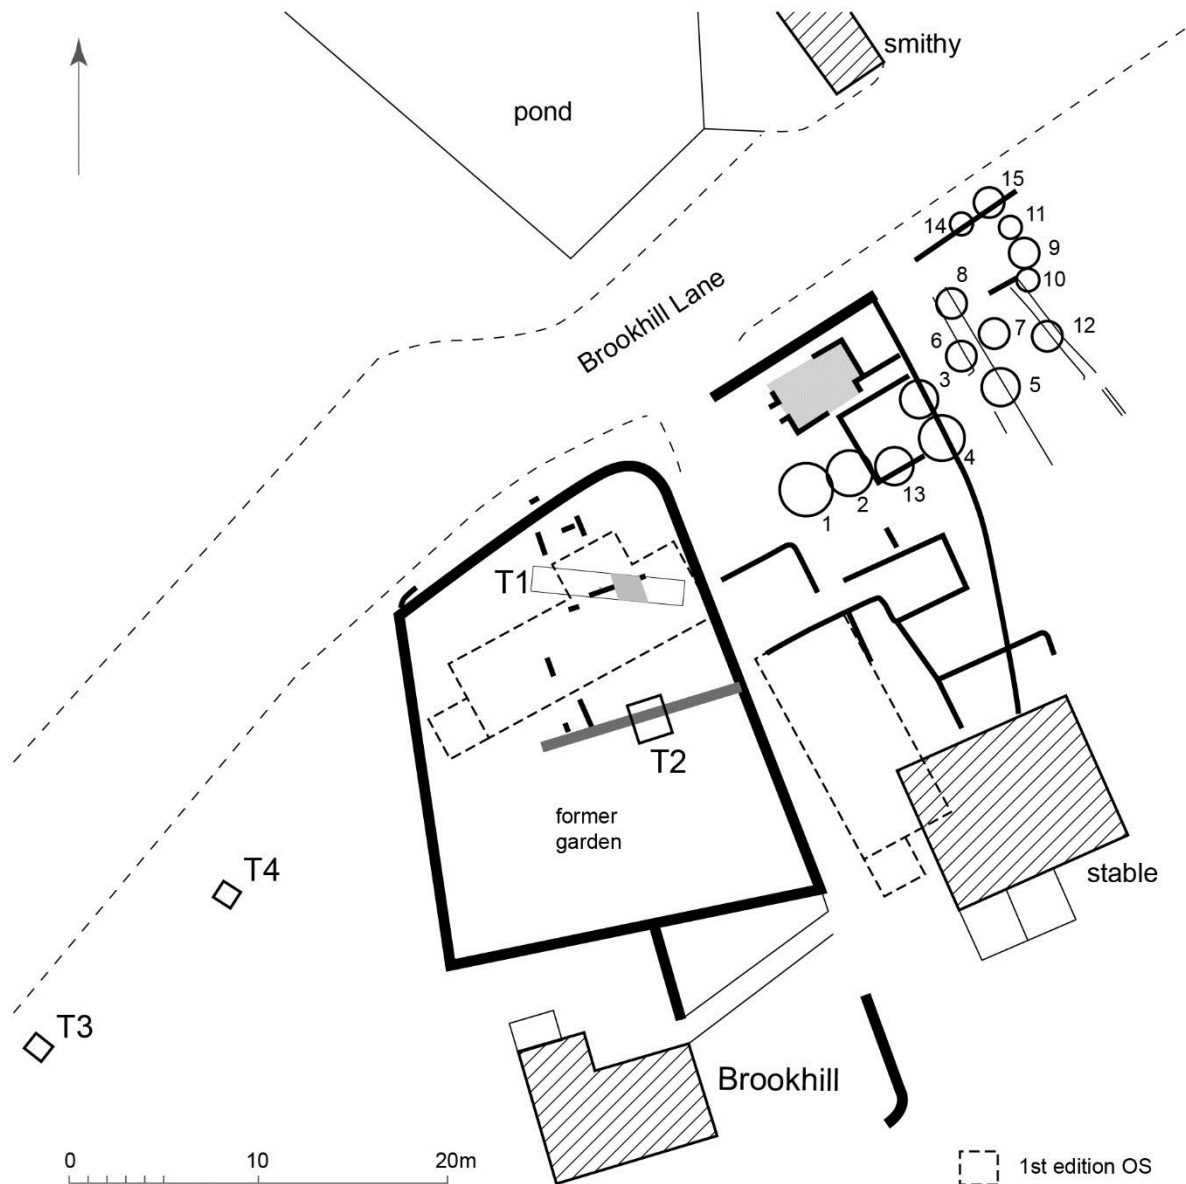 smithy
pond
15
14
11
9
10
8
Brookhill Lane
7
12
6
3
5
4
13
2
1
T1
T2
former
garden
T4
stable
T3
Brookhill
0 10 20m
1st edition OS